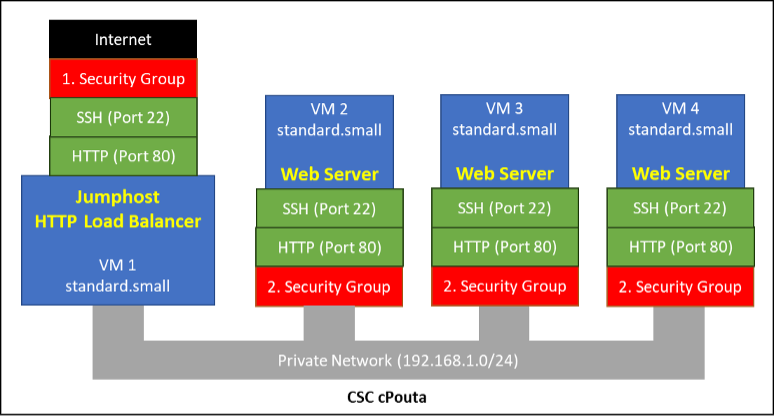 Internet
1. Security Group
SSH (Port 22)
HTTP (Port 80)
Jumphost
HTTP Load Balancer
VM 1
standard.small
VM 2
standard.small
Web Server
SSH (Port 22)
HTTP (Port 80)
2. Security Group
VM 3
standard.small
Web Server
SSH (Port 22)
HTTP (Port 80)
2. Security Group
VM 4
standard.small
Web Server
SSH (Port 22)
HTTP (Port 80)
2. Security Group
Private Network (192.168.1.0/24)
CSC cPouta